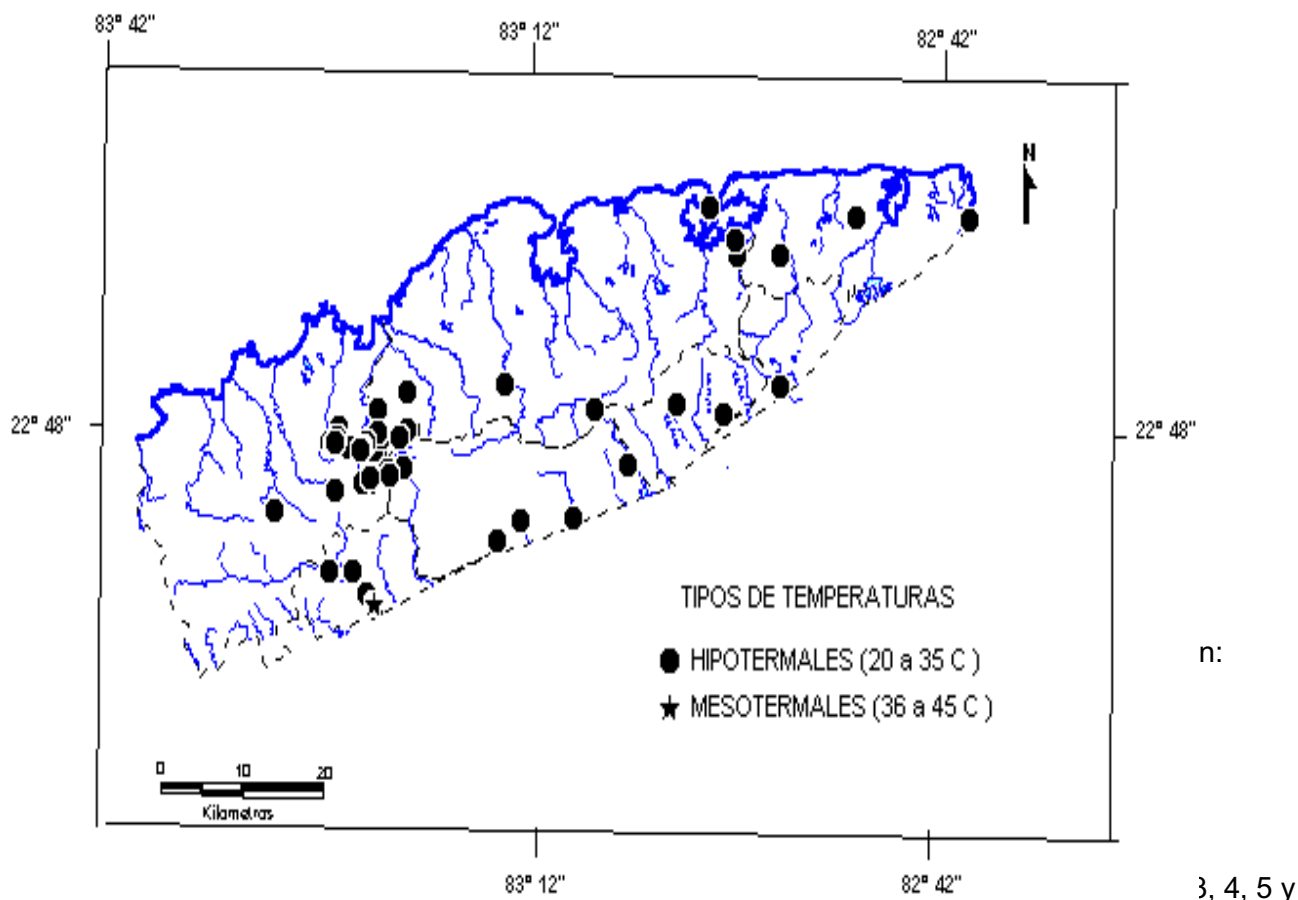 83° 42"
83° 12"
82° 42"
N
22° 48"
22° 48"
TIPOS DE TEMPERATURAS
HIPOTERMALES (20 a 35 C )
n:
MESOTERMALES (36 a 45 C )
0 10 20
Kilometros
83° 12"
82° 42"
3, 4, 5 y